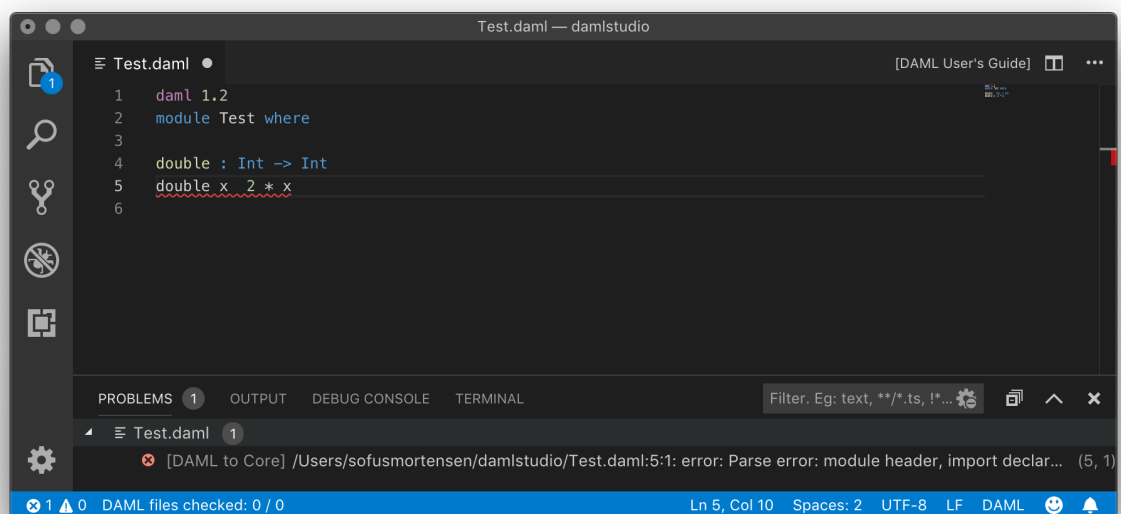 Test.daml — damlstudio
Test.daml
[DAML User's Guide]
1
1 daml 1.2
2 module Test where
3
4 double : Int -> Int
5 double x  2 * x
6
PROBLEMS 1 OUTPUT DEBUG CONSOLE TERMINAL Filter. Eg: text, **/*.ts, !*...
Test.daml 1
[DAML to Core] /Users/sofusmortensen/damlstudio/Test.daml:5:1: error: Parse error: module header, import declar... (5, 1)
1 0 DAML files checked: 0 / 0 Ln 5, Col 10 Spaces: 2 UTF-8 LF DAML